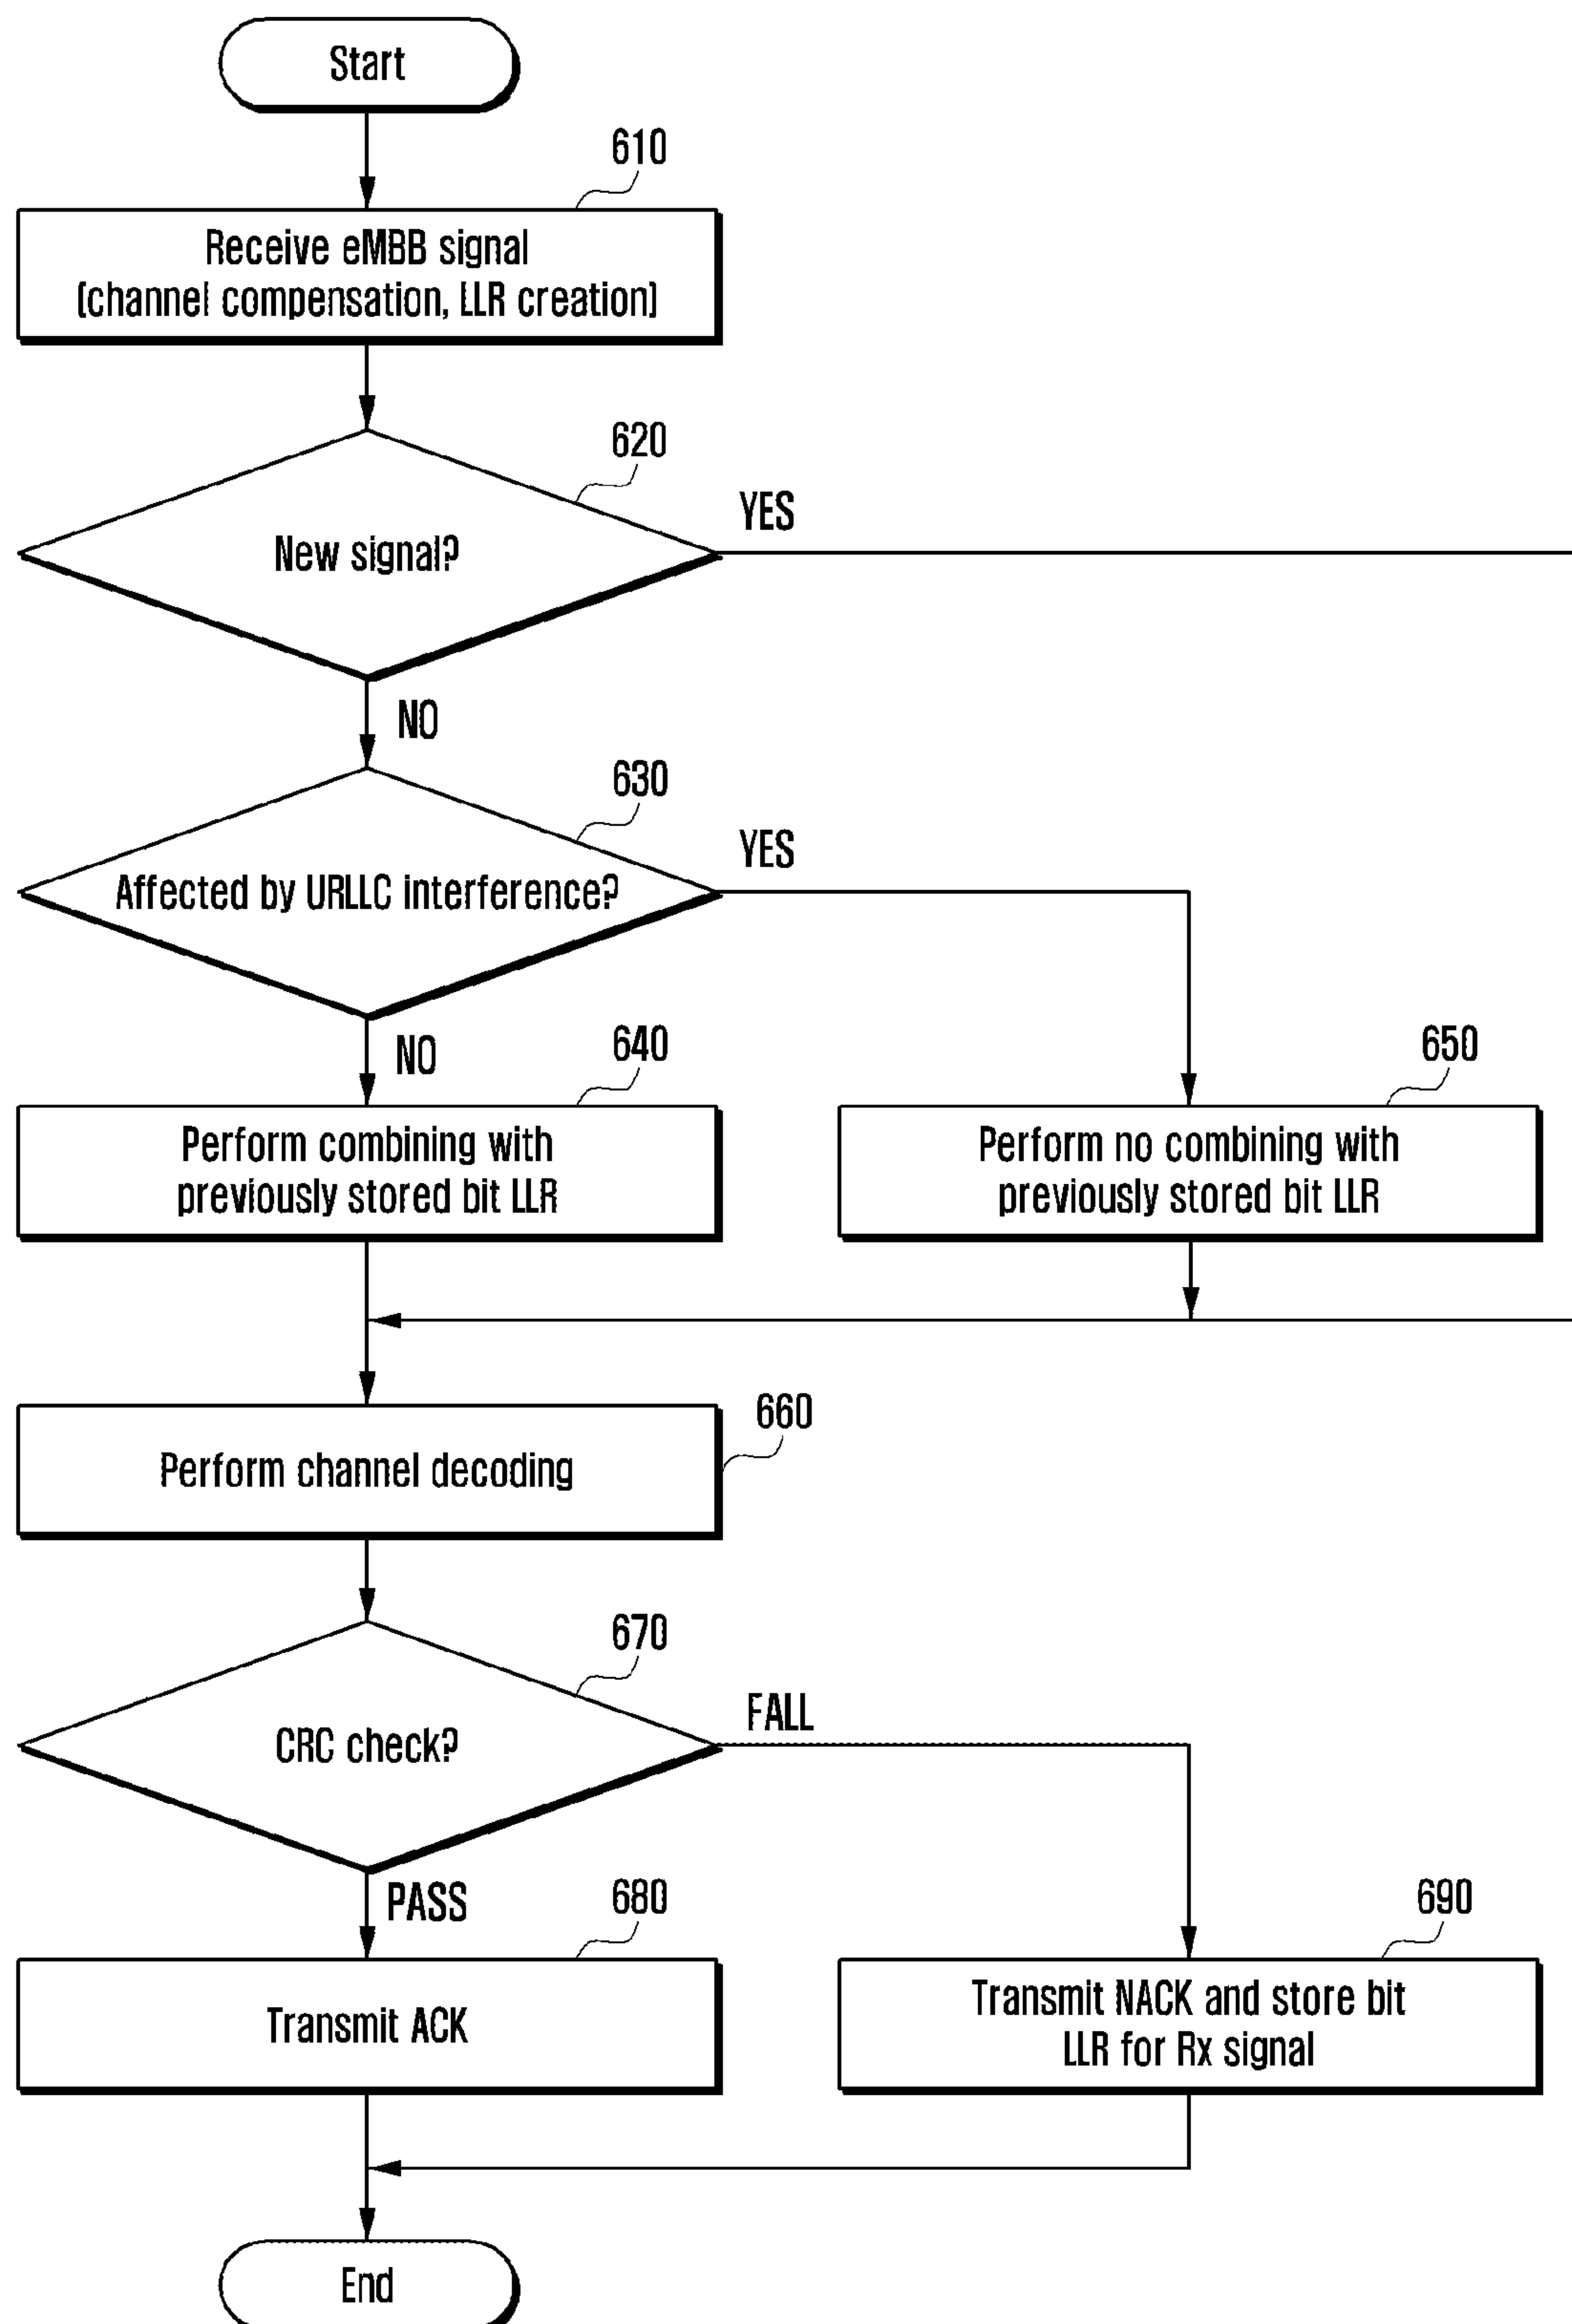 Start
610
Receive eMBB signal
(channel compensation, LLR creation)
620
New signal?
YES
NO
630
Affected by URLLC interference?
YES
NO
640
Perform combining with
previously stored bit LLR
650
Perform no combining with
previously stored bit LLR
660
Perform channel decoding
670
CRC check?
FALL
PASS
680
Transmit ACK
690
Transmit NACK and store bit
LLR for Rx signal
End